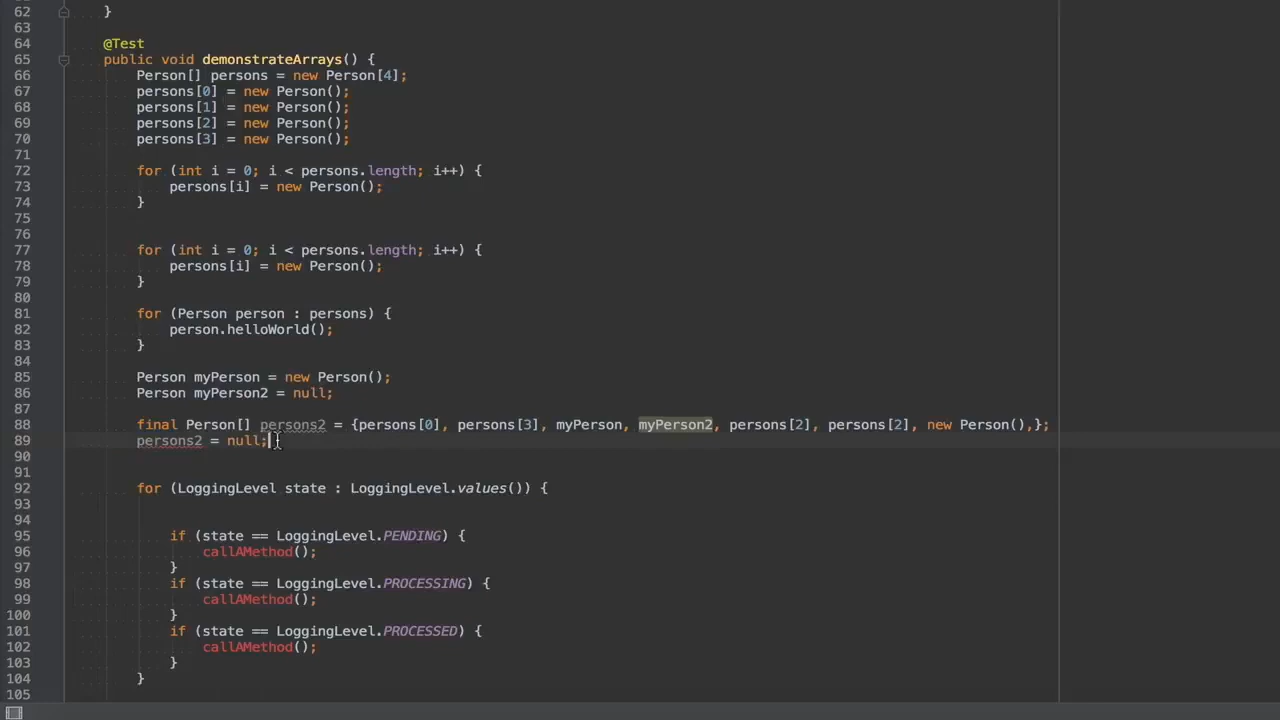 62 }
63
64 @Test
65 public void demonstrateArrays() {
66 Person[] persons = new Person[4];
67 persons[0] = new Person();
68 persons[1] = new Person();
69 persons[2] = new Person();
70 persons[3] = new Person();
71
72 for (int i = 0; i < persons.length; i++) {
73 persons[i] = new Person();
74 }
75
76
77 for (int i = 0; i < persons.length; i++) {
78 persons[i] = new Person();
79 }
80
81 for (Person person : persons) {
82 person.helloWorld();
83 }
84
85 Person myPerson = new Person();
86 Person myPerson2 = null;
87
88 final Person[] persons2 = {persons[0], persons[3], myPerson, myPerson2, persons[2], persons[2], new Person(),};
89 persons2 = null;
90
91
92 for (LoggingLevel state : LoggingLevel.values()) {
93
94
95 if (state == LoggingLevel.PENDING) {
96 callAMethod();
97 }
98 if (state == LoggingLevel.PROCESSING) {
99 callAMethod();
100 }
101 if (state == LoggingLevel.PROCESSED) {
102 callAMethod();
103 }
104 }
105